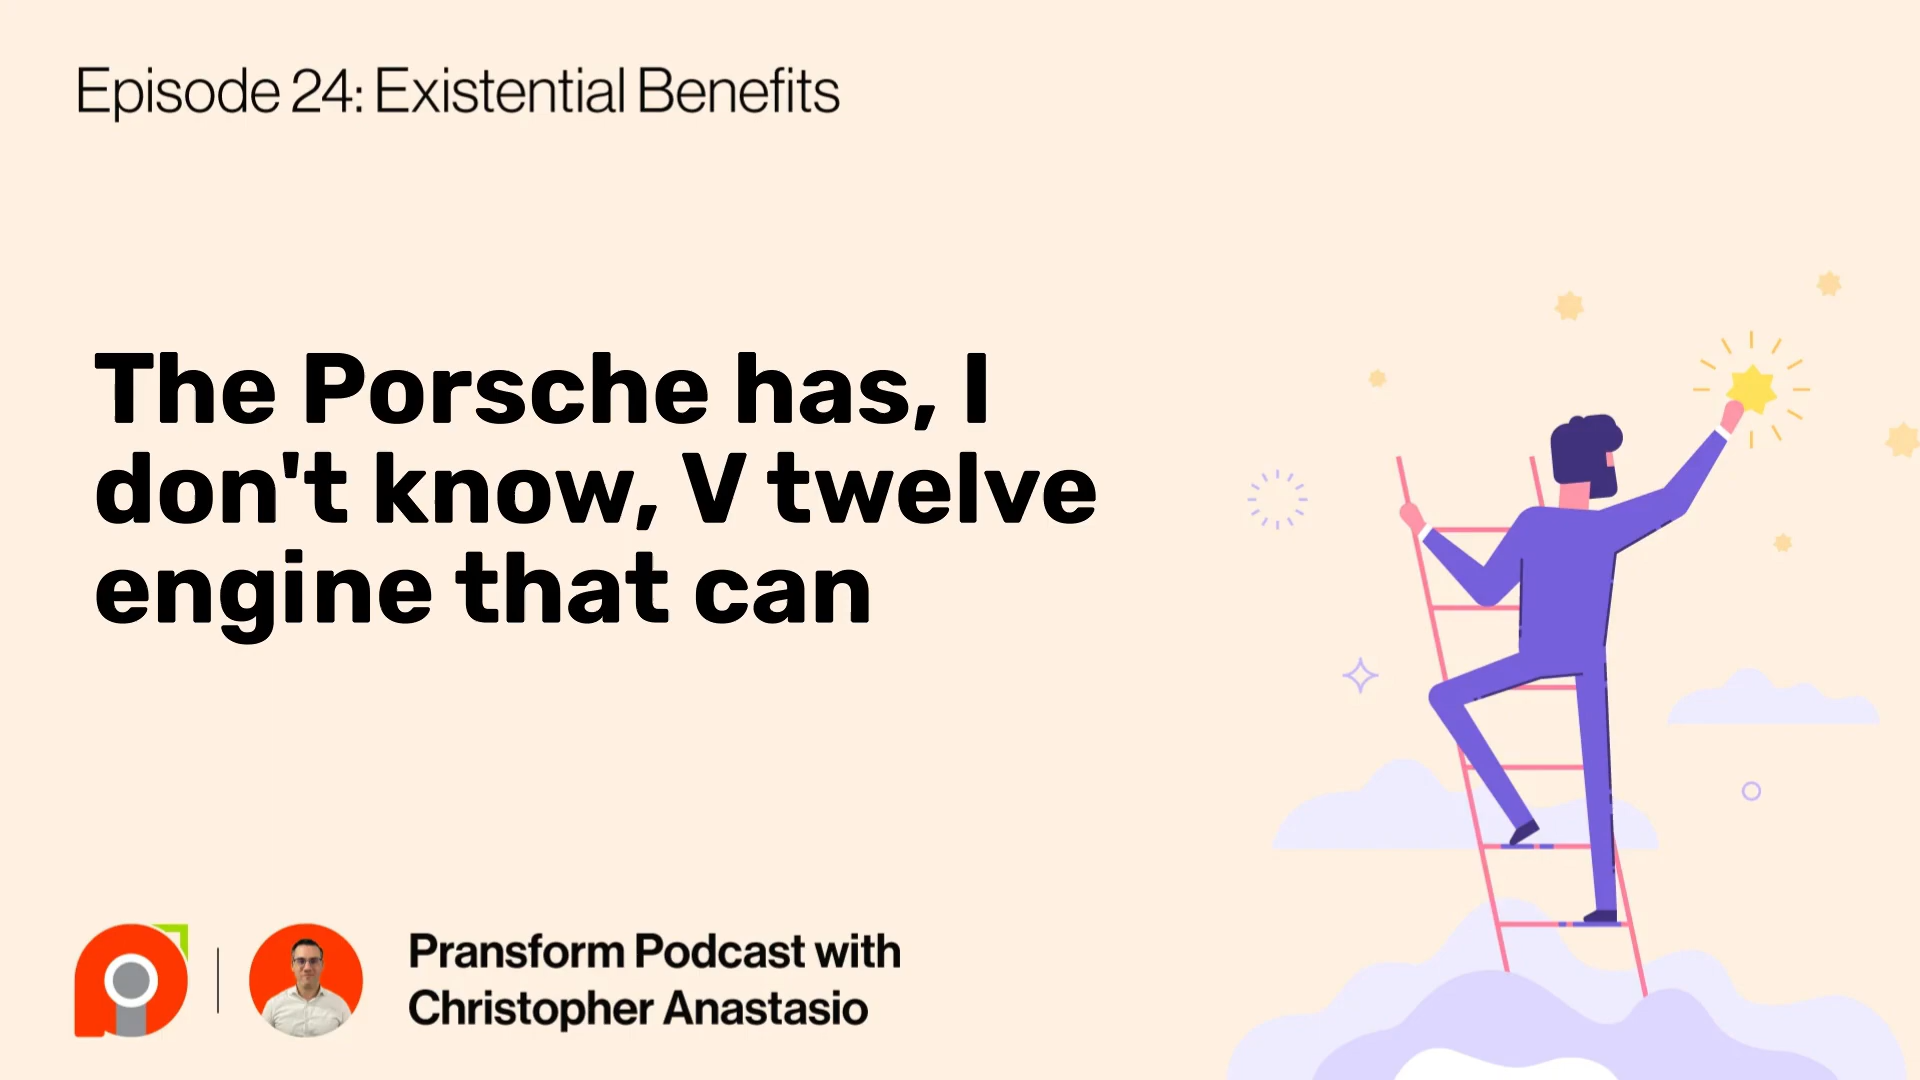 Episode 24: Existential Benefits
The Porsche has, I
don't know, V twelve
engine that can
Pransform Podcast with
Christopher Anastasio